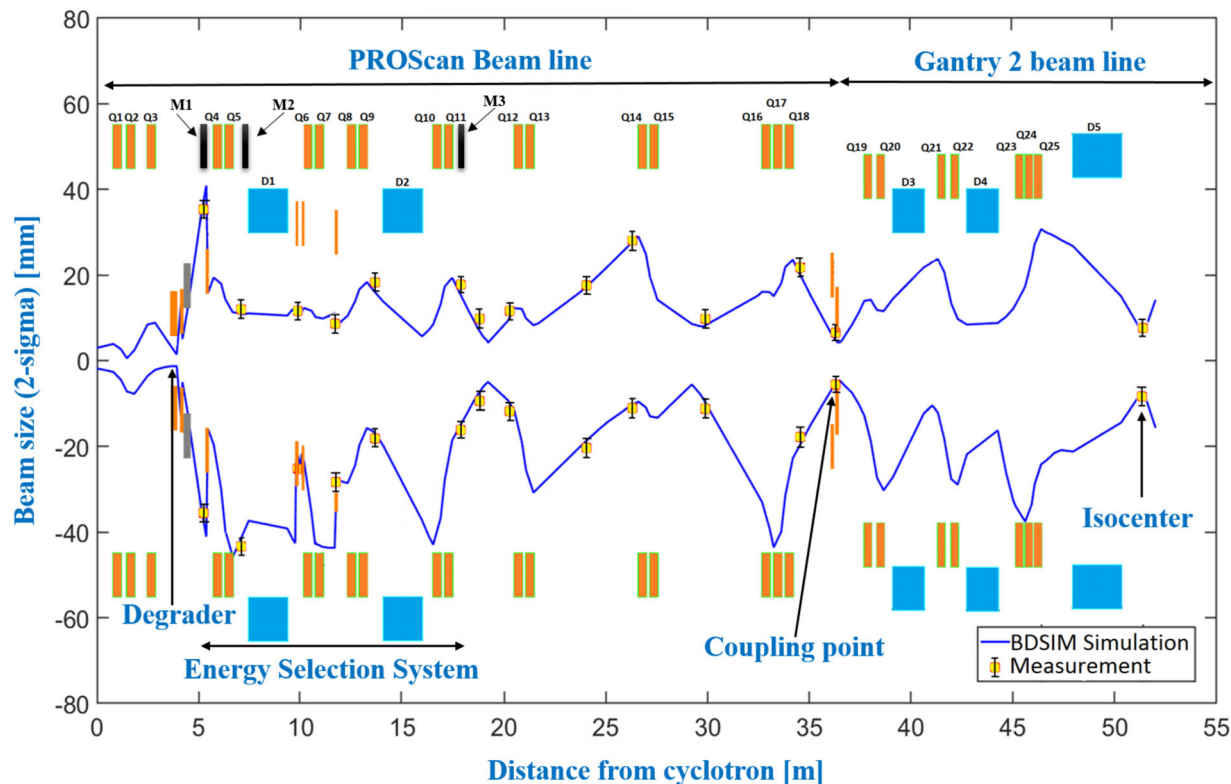 80
60
40
20
0
-20
-40
-60
-80
Beam size (2-sigma) [mm]
PROScan Beam line
Gantry 2 beam line
M1
M2
M3
Q1 Q2 Q3
Q4 Q5
Q6 Q7 Q8 Q9
Q10 Q11
Q12 Q13
Q14 Q15
Q17
Q16 Q18
Q19 Q20
Q21 Q22
Q24
Q23 Q25
D1
D2
D3
D4
D5
Degrader
Energy Selection System
Coupling point
Isocenter
BDSIM Simulation
Measurement
0 5 10 15 20 25 30 35 40 45 50 55
Distance from cyclotron [m]